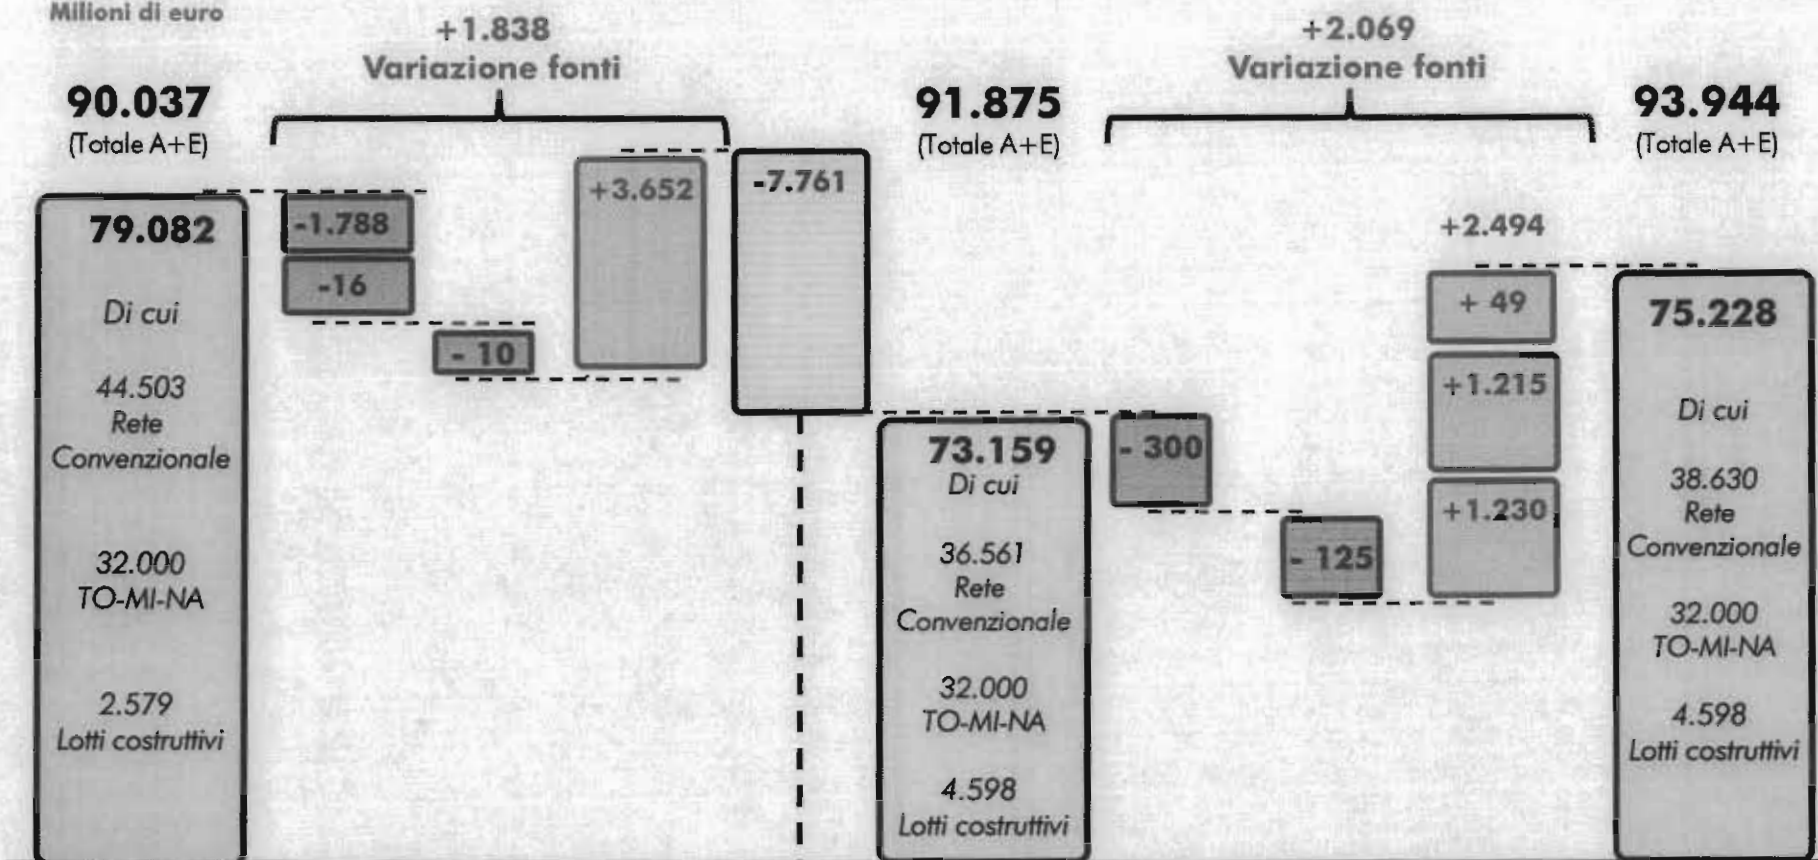 Milioni di euro
+1.838
Variazione fonti
+2.069
Variazione fonti
90.037
(Totale A+E)
91.875
(Totale A+E)
93.944
(Totale A+E)
79.082
Di cui
44.503
Rete
Convenzionale
32.000
TO-MI-NA
2.579
Lotti costruttivi
-1.788
-16
- 10
+3.652
-7.761
73.159
Di cui
36.561
Rete
Convenzionale
32.000
TO-MI-NA
4.598
Lotti costruttivi
- 300
- 125
+2.494
+ 49
+1.215
+1.230
75.228
Di cui
38.630
Rete
Convenzionale
32.000
TO-MI-NA
4.598
Lotti costruttivi